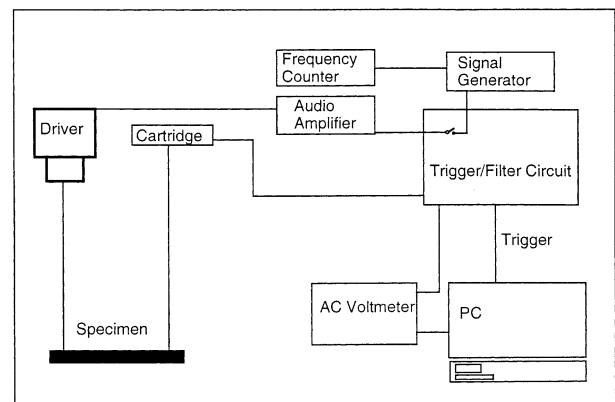 Frequency
Counter
Signal
Generator
Audio
Amplifier
Driver
Cartridge
Trigger/Filter Circuit
Trigger
AC Voltmeter
PC
Specimen